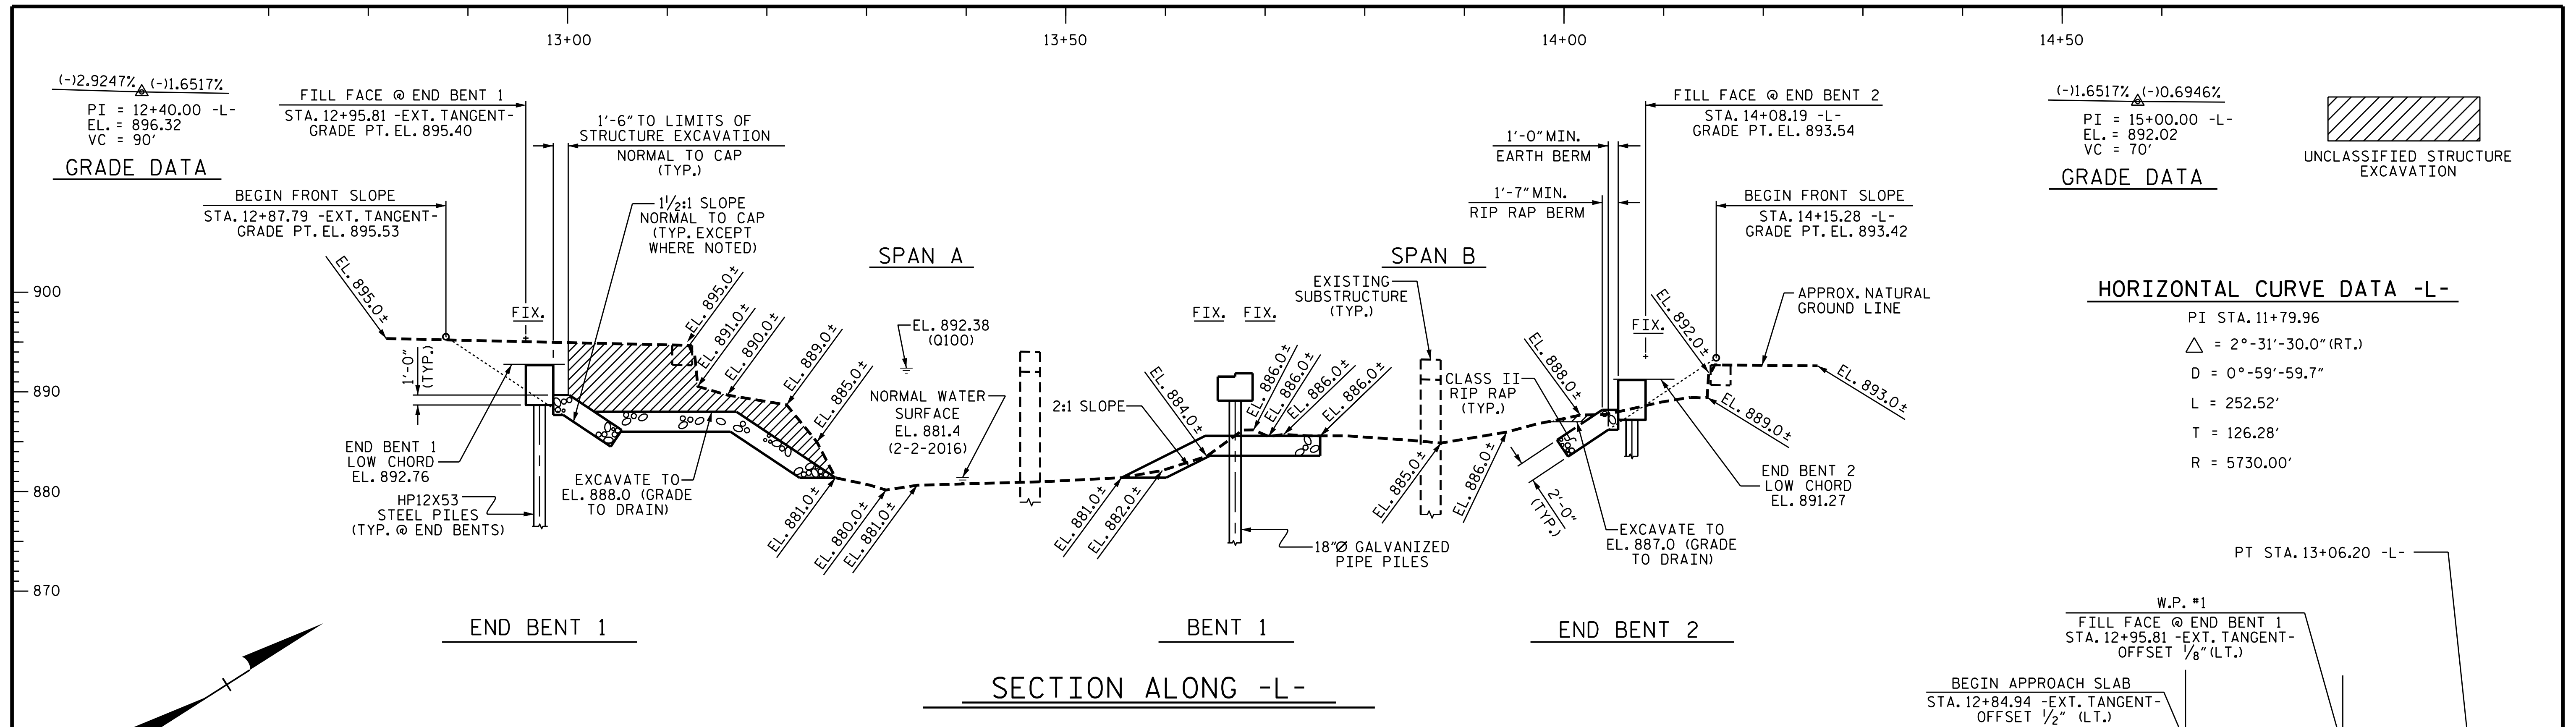 13+00
13+50
14+00
14+50
(-)2.9247% (-)1.6517%
PI = 12+40.00 -L-
EL. = 896.32
VC = 90'
GRADE DATA
FILL FACE @ END BENT 1
STA. 12+95.81 -EXT. TANGENT-
GRADE PT. EL. 895.40
1'-6" TO LIMITS OF
STRUCTURE EXCAVATION
NORMAL TO CAP
(TYP.)
BEGIN FRONT SLOPE
STA. 12+87.79 -EXT. TANGENT-
GRADE PT. EL. 895.53
1 1/2:1 SLOPE
NORMAL TO CAP
(TYP. EXCEPT
WHERE NOTED)
SPAN A
SPAN B
1'-0" MIN.
EARTH BERM
1'-7" MIN.
RIP RAP BERM
FILL FACE @ END BENT 2
STA. 14+08.19 -L-
GRADE PT. EL. 893.54
BEGIN FRONT SLOPE
STA. 14+15.28 -L-
GRADE PT. EL. 893.42
(-)1.6517% (-)0.6946%
PI = 15+00.00 -L-
EL. = 892.02
VC = 70'
GRADE DATA
UNCLASSIFIED STRUCTURE
EXCAVATION
900
890
880
870
EL. 895.0±
FIX.
1'-0"
(TYP.)
EL. 895.0±
EL. 891.0±
EL. 890.0±
EL. 889.0±
EL. 885.0±
EL. 892.38
(Q100)
NORMAL WATER
SURFACE
EL. 881.4
(2-2-2016)
END BENT 1
LOW CHORD
EL. 892.76
HP12X53
STEEL PILES
(TYP. @ END BENTS)
EXCAVATE TO
EL. 888.0 (GRADE
TO DRAIN)
EL. 881.0±
EL. 880.0±
EL. 881.0±
2:1 SLOPE
EL. 884.0±
FIX. FIX.
EL. 886.0±
EL. 886.0±
EL. 886.0±
EL. 886.0±
EL. 881.0±
EL. 882.0±
18"Ø GALVANIZED
PIPE PILES
EXISTING
SUBSTRUCTURE
(TYP.)
CLASS II
RIP RAP
(TYP.)
EL. 888.0±
EL. 885.0±
EL. 886.0±
2'-0"
(TYP.)
FIX.
EL. 892.0±
APPROX. NATURAL
GROUND LINE
EL. 893.0±
EL. 889.0±
END BENT 2
LOW CHORD
EL. 891.27
EXCAVATE TO
EL. 887.0 (GRADE
TO DRAIN)
HORIZONTAL CURVE DATA -L-
PI STA. 11+79.96
△ = 2°-31'-30.0" (RT.)
D = 0°-59'-59.7"
L = 252.52'
T = 126.28'
R = 5730.00'
PT STA. 13+06.20 -L-
W.P. #1
FILL FACE @ END BENT 1
STA. 12+95.81 -EXT. TANGENT-
OFFSET 1/8" (LT.)
BEGIN APPROACH SLAB
STA. 12+84.94 -EXT. TANGENT-
OFFSET 1/2" (LT.)
END BENT 1
BENT 1
END BENT 2
SECTION ALONG -L-